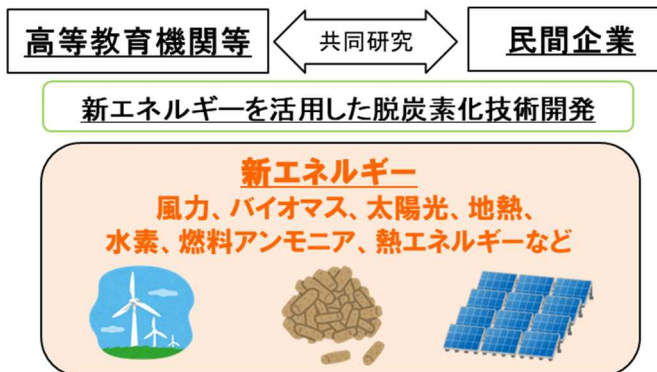 高等教育機関等
共同研究
民間企業
新エネルギーを活用した脱炭素化技術開発
新エネルギー
風力、バイオマス、太陽光、地熱、
水素、燃料アンモニア、熱エネルギーなど